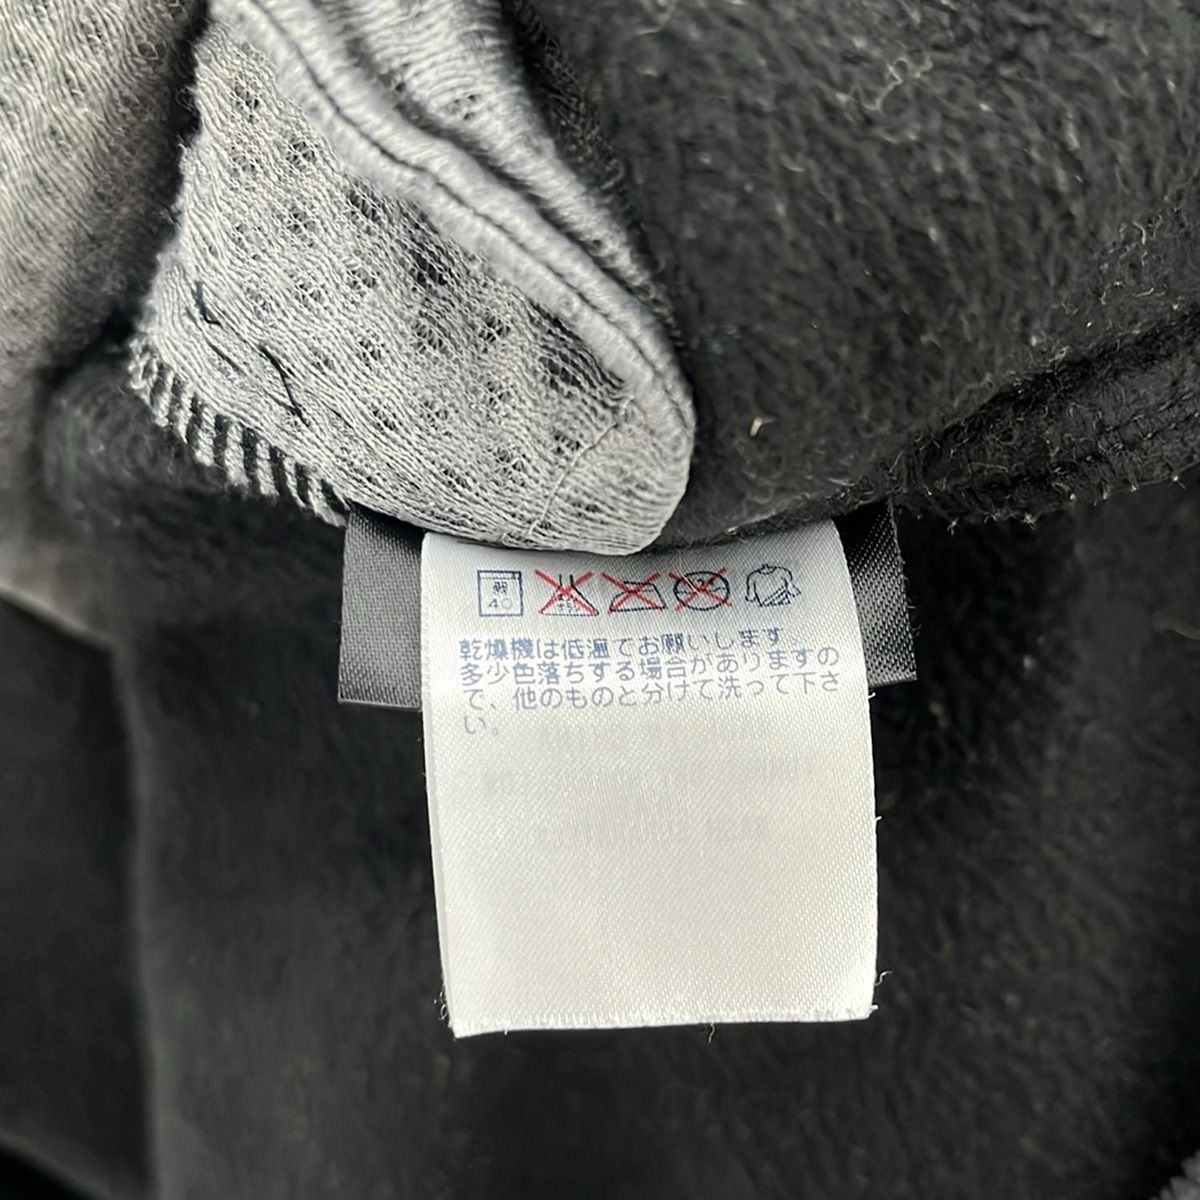 弱
40
乾燥機は低温でお願いします。
多少色落ちする場合がありますの
で、他のものと分けて洗って下さ
い。